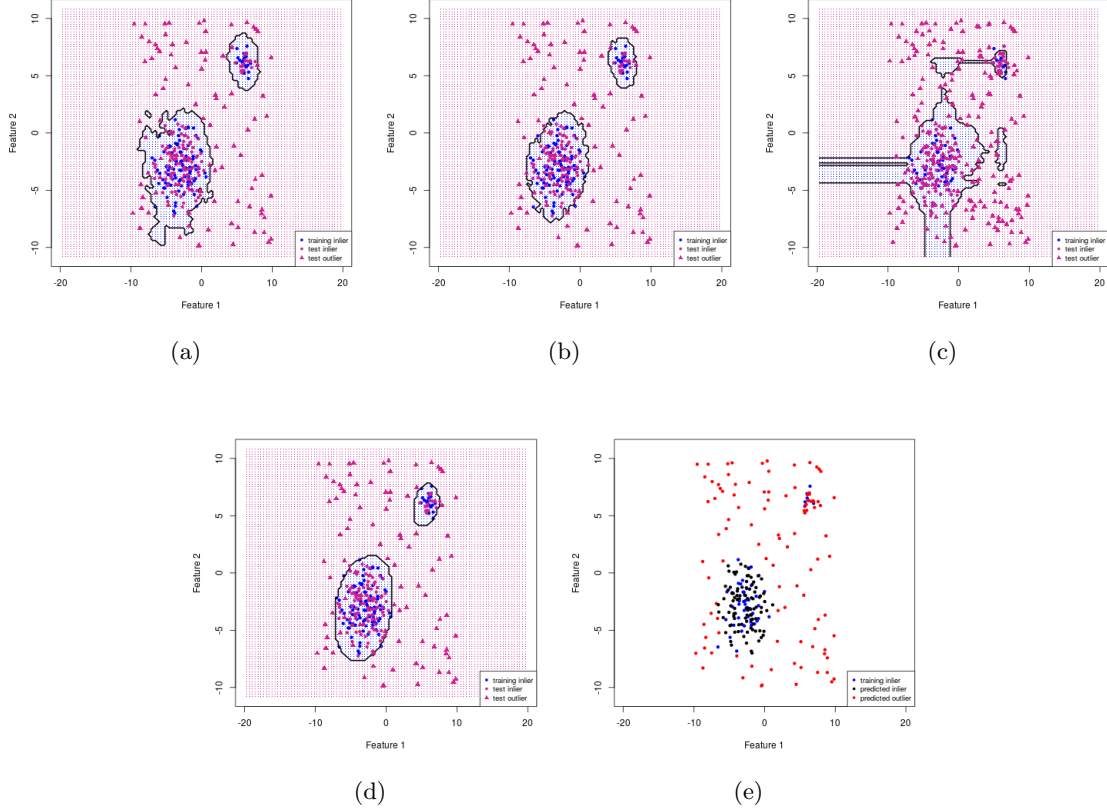 10
5
0
-5
-10
Feature 2
training inlier
test inlier
test outlier
-20 -10 0 10 20
Feature 1
(a)
10
5
0
-5
-10
Feature 2
training inlier
test inlier
test outlier
-20 -10 0 10 20
Feature 1
(b)
10
5
0
-5
-10
Feature 2
training inlier
test inlier
test outlier
-20 -10 0 10 20
Feature 1
(c)
10
5
0
-5
-10
Feature 2
training inlier
test inlier
test outlier
-20 -10 0 10 20
Feature 1
(d)
10
5
0
-5
-10
Feature 2
training inlier
predicted inlier
predicted outlier
-20 -10 0 10 20
Feature 1
(e)